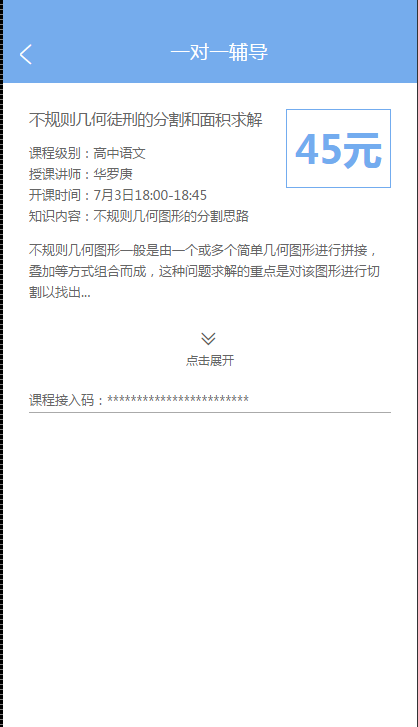 一对一辅导
不规则几何徒刑的分割和面积求解
45元
课程级别：高中语文
授课讲师：华罗庚
开课时间：7月3日18:00-18:45
知识内容：不规则几何图形的分割思路
不规则几何图形一般是由一个或多个简单几何图形进行拼接，
叠加等方式组合而成，这种问题求解的重点是对该图形进行切
割以找出...
点击展开
课程接入码：************************